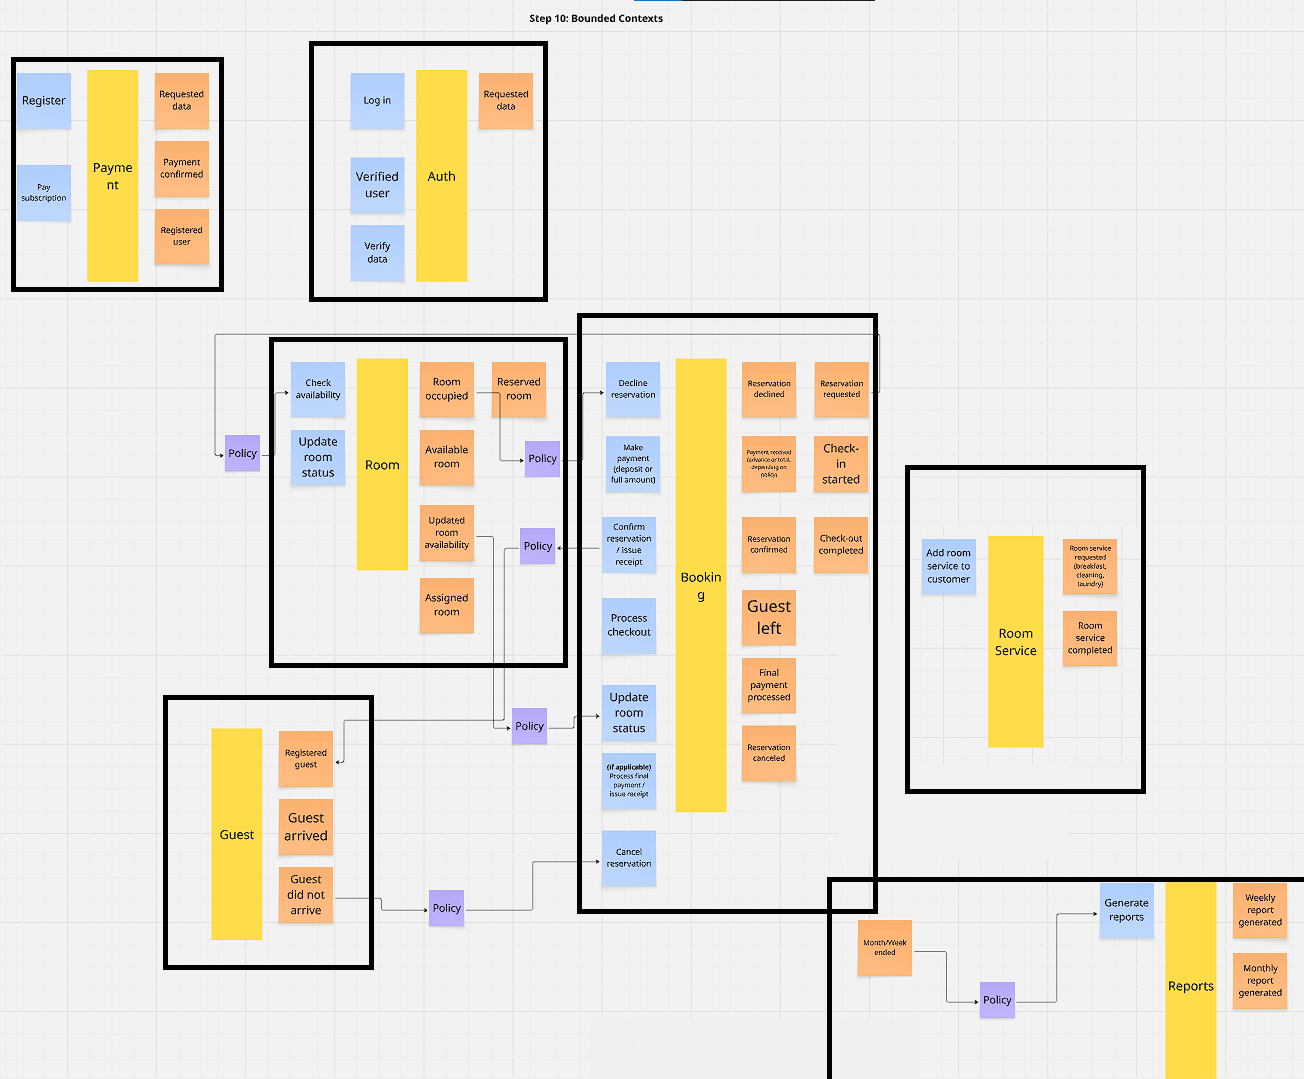 Step 10: Bounded Contexts
Register
Pay
subscription
Payme
nt
Requested
data
Payment
confirmed
Registered
user
Log in
Verified
user
Verify
data
Auth
Requested
data
Policy
Check
availability
Update
room
status
Room
Room
occupied
Reserved
room
Available
room
Updated
room
availability
Assigned
room
Policy
Policy
Policy
Decline
reservation
Make
payment
(deposit or
full amount)
Confirm
reservation
/ issue
receipt
Process
checkout
Update
room
status
(if applicable)
Process final
payment /
issue receipt
Cancel
reservation
Bookin
g
Reservation
declined
Reservation
requested
Payment received
(advance or total,
depending on
policy)
Check-
in
started
Reservation
confirmed
Check-out
completed
Guest
left
Final
payment
processed
Reservation
canceled
Add room
service to
customer
Room
Service
Room service
requested
(breakfast,
cleaning,
laundry)
Room
service
completed
Guest
Registered
guest
Guest
arrived
Guest
did not
arrive
Policy
Month/Week
ended
Policy
Generate
reports
Reports
Weekly
report
generated
Monthly
report
generated